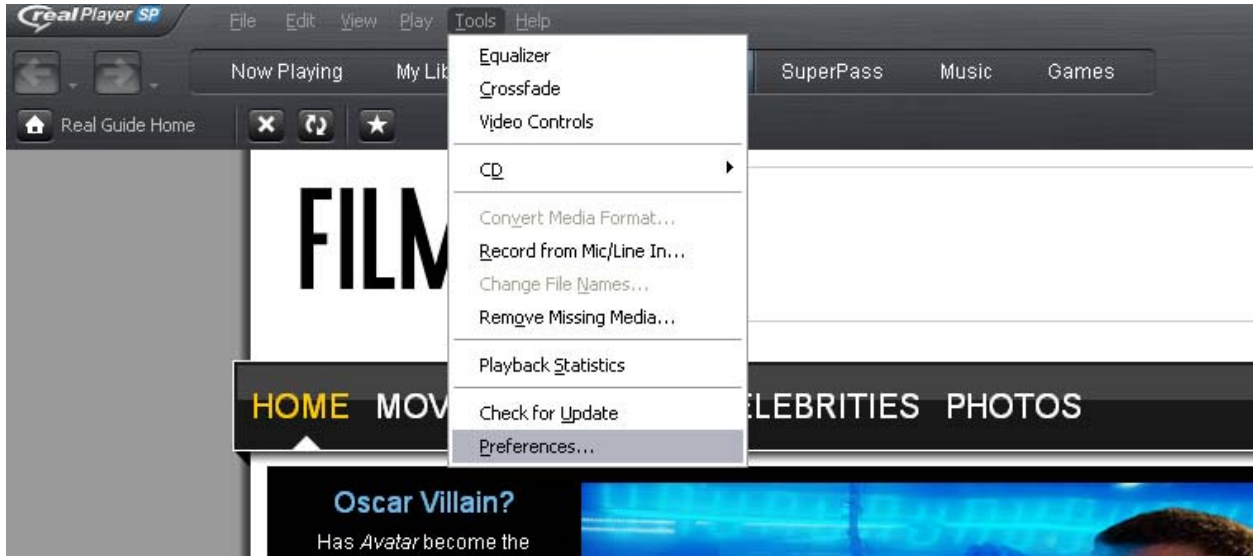 realPlayer SP
File Edit View Play Tools Help
Now Playing My Lib SuperPass Music Games
Real Guide Home
Equalizer
Crossfade
Video Controls
CD
Convert Media Format...
Record from Mic/Line In...
Change File Names...
Remove Missing Media...
Playback Statistics
Check for Update
Preferences...
FILM
HOME MOV ELEBRITIES PHOTOS
Oscar Villain?
Has Avatar become the